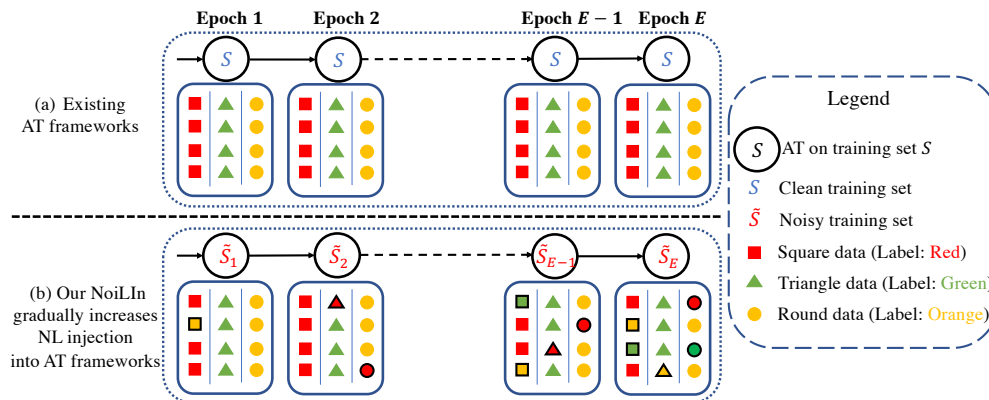 Epoch 1
Epoch 2
Epoch E − 1
Epoch E
S
S
S
S
(a) Existing
AT frameworks
S̃1
S̃2
S̃E−1
S̃E
(b) Our NoiLIn
gradually increases
NL injection
into AT frameworks
Legend
S AT on training set S
S Clean training set
S̃ Noisy training set
Square data (Label: Red)
Triangle data (Label: Green)
Round data (Label: Orange)